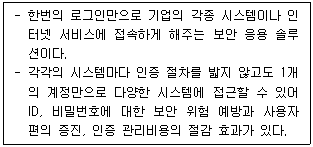 - 한번의 로그인만으로 기업의 각종 시스템이나 인
터넷 서비스에 접속하게 해주는 보안 응용 솔루
션이다.
- 각각의 시스템마다 인증 절차를 밟지 않고도 1개
의 계정만으로 다양한 시스템에 접근할 수 있어
ID, 비밀번호에 대한 보안 위험 예방과 사용자
편의 증진, 인증 관리비용의 절감 효과가 있다.